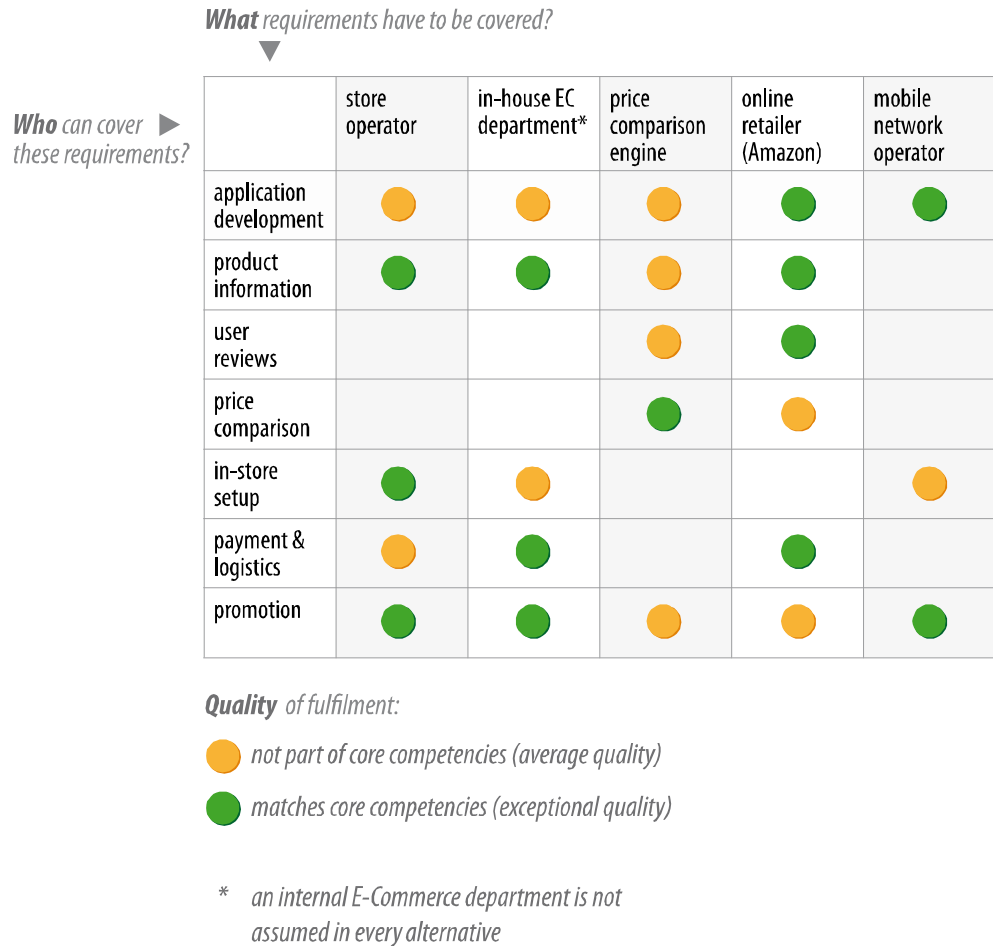 What requirements have to be covered?
Who can cover
these requirements?
store
operator
in-house EC
department*
price
comparison
engine
online
retailer
(Amazon)
mobile
network
operator
application
development
product
information
user
reviews
price
comparison
in-store
setup
payment &
logistics
promotion
Quality of fulfilment:
not part of core competencies (average quality)
matches core competencies (exceptional quality)
* an internal E-Commerce department is not
assumed in every alternative